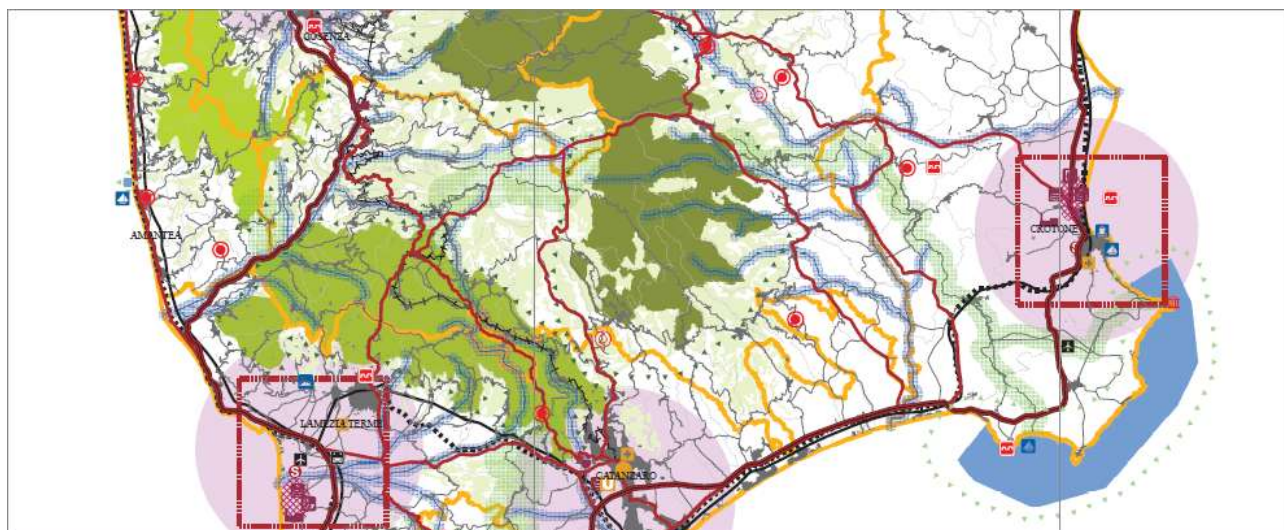 COSENZA
AMANTEA
CROTONE
LAMEZIA TERME
S
CATANZARO
U